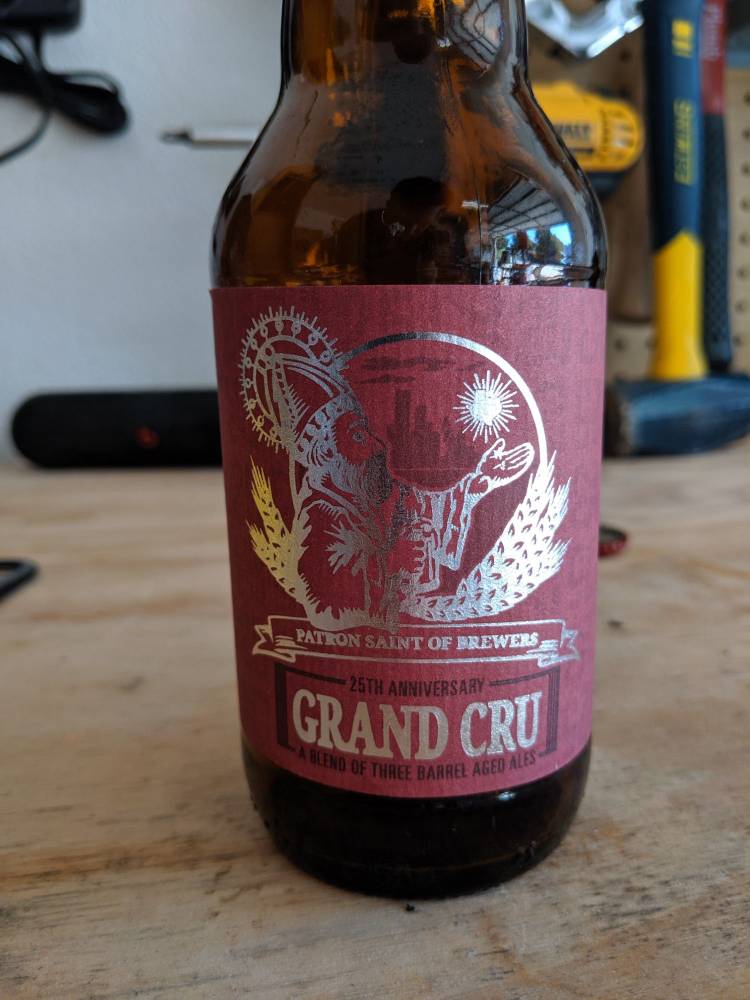 PATRON SAINT OF BREWERS
25TH ANNIVERSARY
GRAND CRU
A BLEND OF THREE BARREL AGED ALES